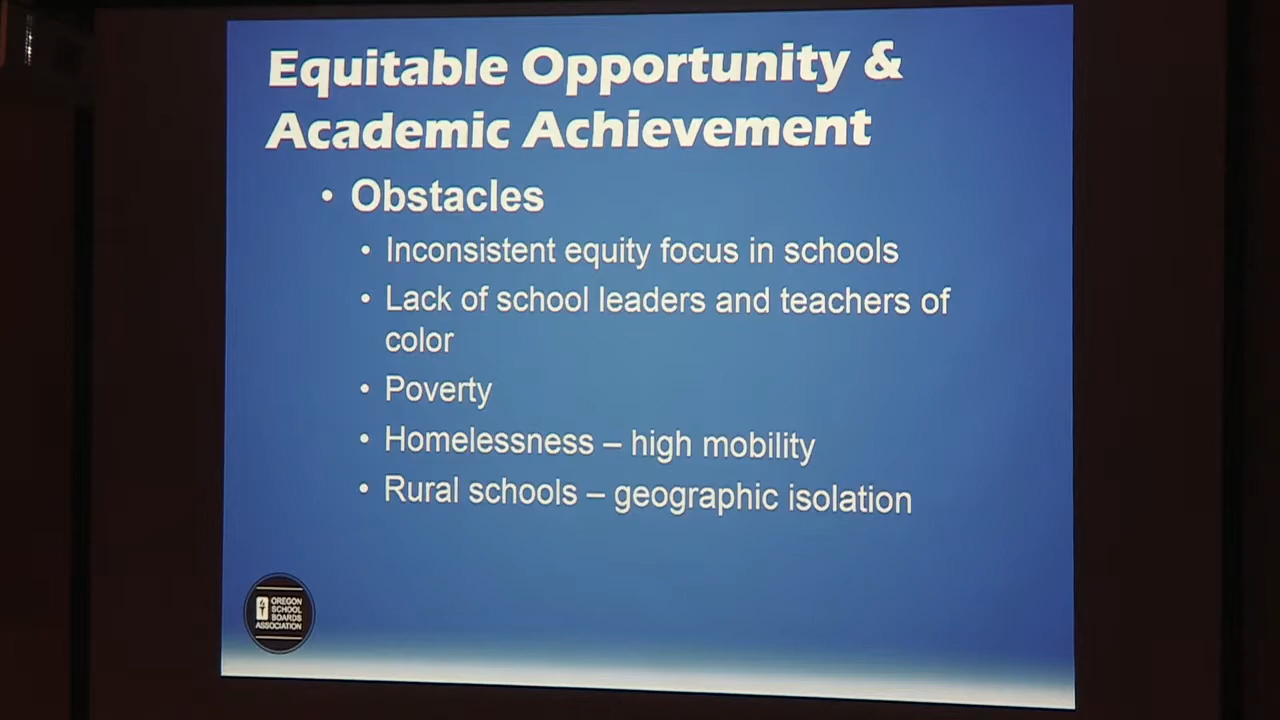 Equitable Opportunity &
Academic Achievement
• Obstacles
• Inconsistent equity focus in schools
• Lack of school leaders and teachers of
color
• Poverty
• Homelessness – high mobility
• Rural schools – geographic isolation
OREGON
SCHOOL
BOARDS
ASSOCIATION